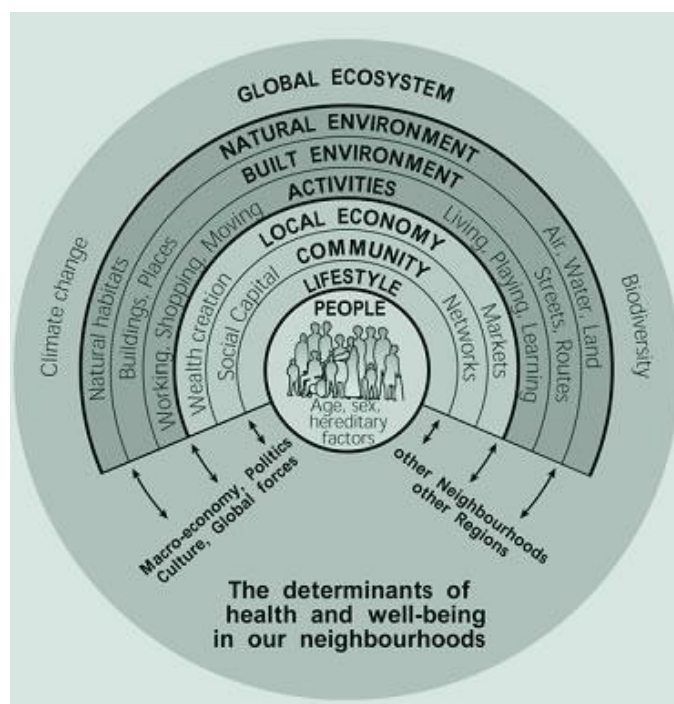 GLOBAL ECOSYSTEM
NATURAL ENVIRONMENT
BUILT ENVIRONMENT
ACTIVITIES
LOCAL ECONOMY
COMMUNITY
LIFESTYLE
PEOPLE
Age, sex,
hereditary
factors
Climate change
Natural habitats
Buildings, Places
Working, Shopping, Moving
Wealth creation
Social Capital
Networks
Markets
Living, Playing, Learning
Streets, Routes
Air, Water, Land
Biodiversity
Macro-economy, Politics
Culture, Global forces
other Neighbourhoods
other Regions
The determinants of
health and well-being
in our neighbourhoods